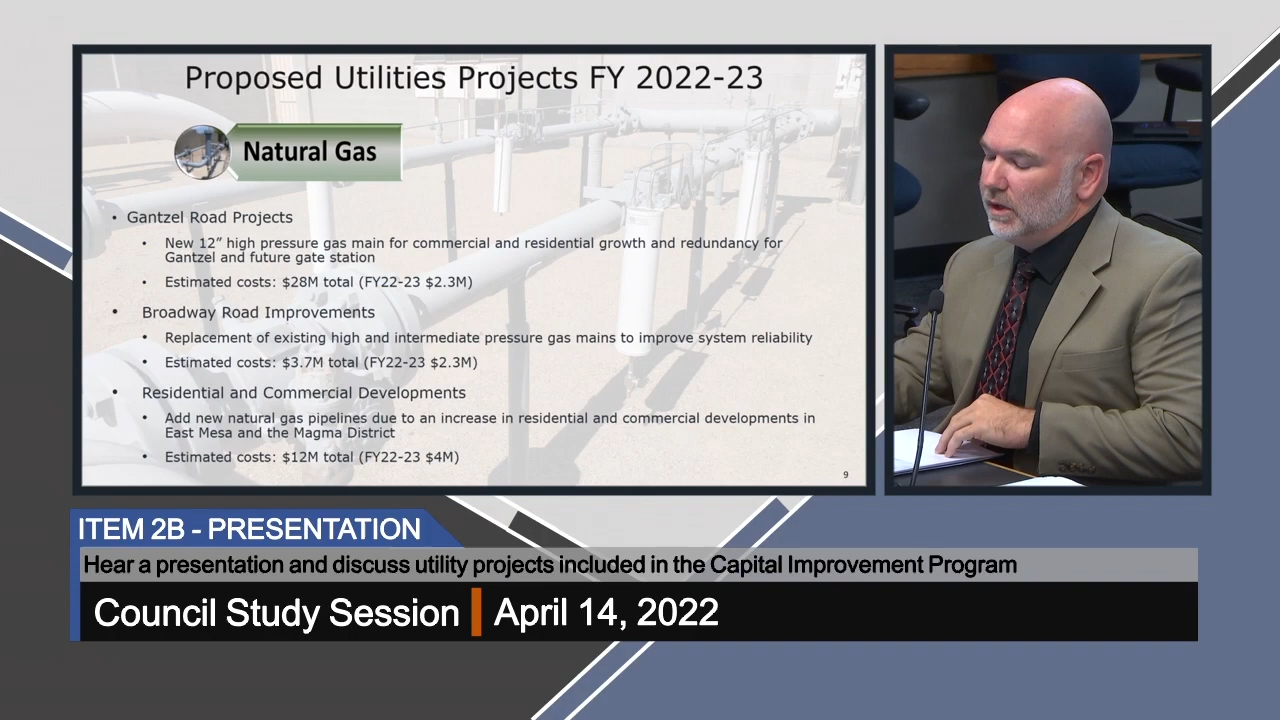 Proposed Utilities Projects FY 2022-23
Natural Gas
• Gantzel Road Projects
• New 12” high pressure gas main for commercial and residential growth and redundancy for
Gantzel and future gate station
• Estimated costs: $28M total (FY22-23 $2.3M)
• Broadway Road Improvements
• Replacement of existing high and intermediate pressure gas mains to improve system reliability
• Estimated costs: $3.7M total (FY22-23 $2.3M)
• Residential and Commercial Developments
• Add new natural gas pipelines due to an increase in residential and commercial developments in
East Mesa and the Magma District
• Estimated costs: $12M total (FY22-23 $4M)
9
ITEM 2B - PRESENTATION
Hear a presentation and discuss utility projects included in the Capital Improvement Program
Council Study Session | April 14, 2022